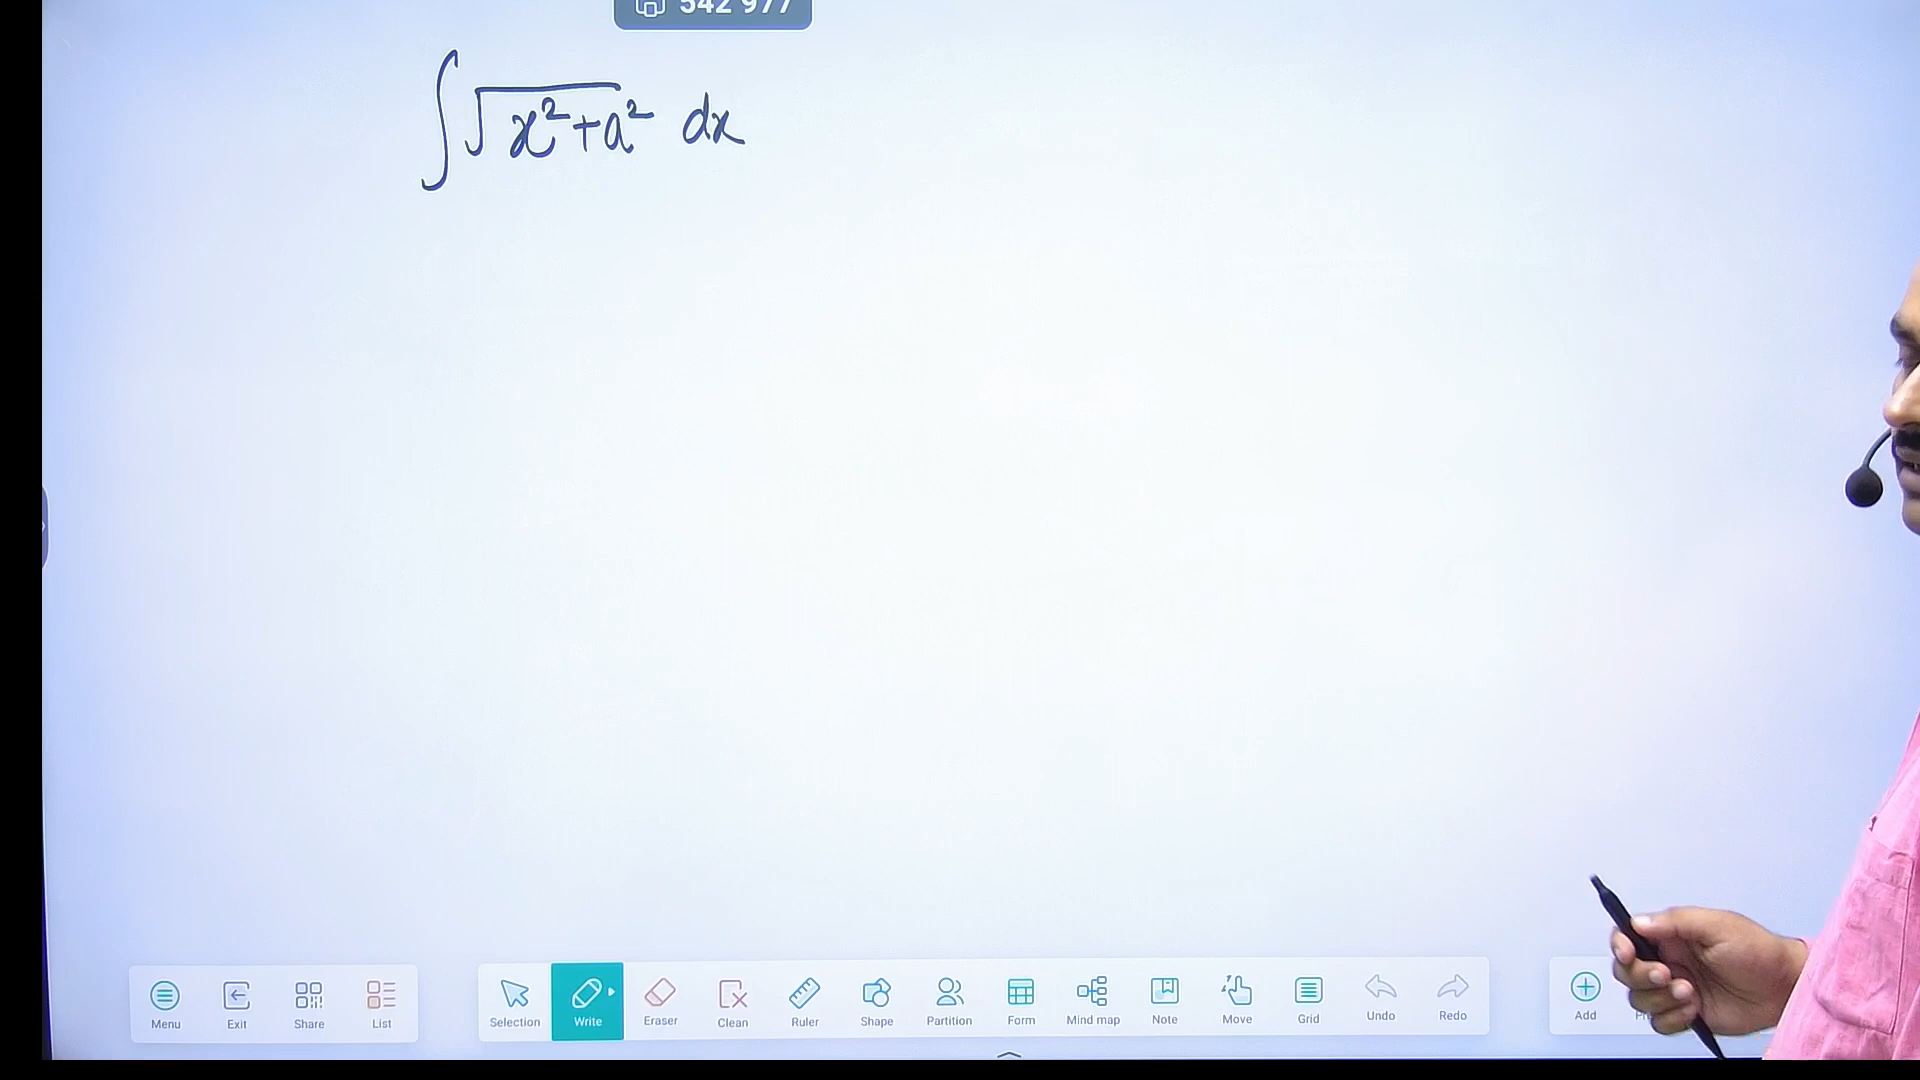 542 977
∫√x²+a² dx
Menu Exit Share List Selection Write Eraser Clean Ruler Shape Partition Form Mind map Note Move Grid Undo Redo Add